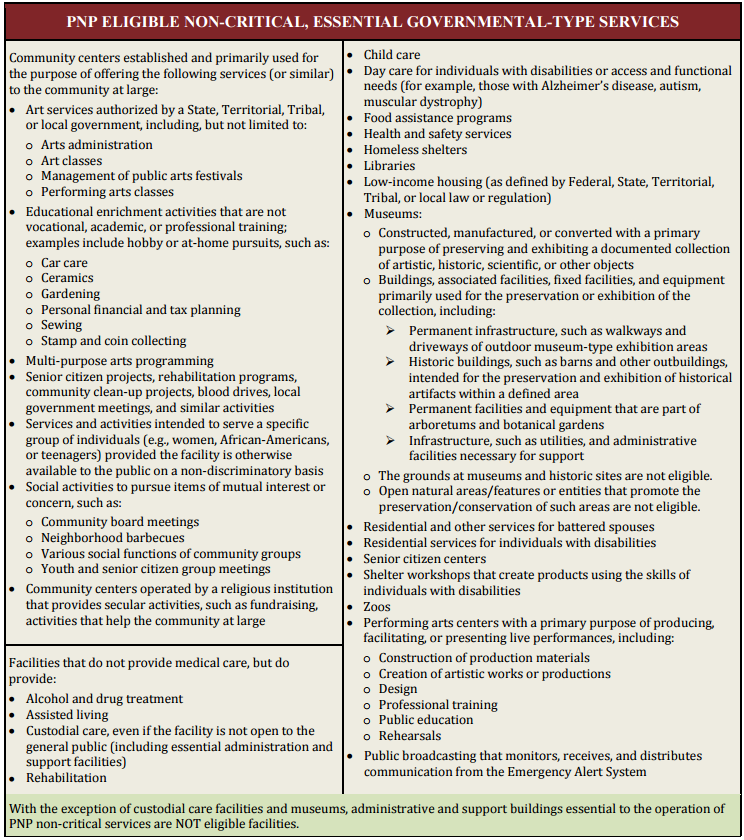 PNP ELIGIBLE NON-CRITICAL, ESSENTIAL GOVERNMENTAL-TYPE SERVICES
Community centers established and primarily used for
the purpose of offering the following services (or similar)
to the community at large:
• Art services authorized by a State, Territorial, Tribal,
or local government, including, but not limited to:
o Arts administration
o Art classes
o Management of public arts festivals
o Performing arts classes
• Educational enrichment activities that are not
vocational, academic, or professional training;
examples include hobby or at-home pursuits, such as:
o Car care
o Ceramics
o Gardening
o Personal financial and tax planning
o Sewing
o Stamp and coin collecting
• Multi-purpose arts programming
• Senior citizen projects, rehabilitation programs,
community clean-up projects, blood drives, local
government meetings, and similar activities
• Services and activities intended to serve a specific
group of individuals (e.g., women, African-Americans,
or teenagers) provided the facility is otherwise
available to the public on a non-discriminatory basis
• Social activities to pursue items of mutual interest or
concern, such as:
o Community board meetings
o Neighborhood barbecues
o Various social functions of community groups
o Youth and senior citizen group meetings
• Community centers operated by a religious institution
that provides secular activities, such as fundraising,
activities that help the community at large
Facilities that do not provide medical care, but do
provide:
• Alcohol and drug treatment
• Assisted living
• Custodial care, even if the facility is not open to the
general public (including essential administration and
support facilities)
• Rehabilitation
• Child care
• Day care for individuals with disabilities or access and functional
needs (for example, those with Alzheimer's disease, autism,
muscular dystrophy)
• Food assistance programs
• Health and safety services
• Homeless shelters
• Libraries
• Low-income housing (as defined by Federal, State, Territorial,
Tribal, or local law or regulation)
• Museums:
o Constructed, manufactured, or converted with a primary
purpose of preserving and exhibiting a documented collection
of artistic, historic, scientific, or other objects
o Buildings, associated facilities, fixed facilities, and equipment
primarily used for the preservation or exhibition of the
collection, including:
➢ Permanent infrastructure, such as walkways and
driveways of outdoor museum-type exhibition areas
➢ Historic buildings, such as barns and other outbuildings,
intended for the preservation and exhibition of historical
artifacts within a defined area
➢ Permanent facilities and equipment that are part of
arboretums and botanical gardens
➢ Infrastructure, such as utilities, and administrative
facilities necessary for support
o The grounds at museums and historic sites are not eligible.
o Open natural areas/features or entities that promote the
preservation/conservation of such areas are not eligible.
• Residential and other services for battered spouses
• Residential services for individuals with disabilities
• Senior citizen centers
• Shelter workshops that create products using the skills of
individuals with disabilities
• Zoos
• Performing arts centers with a primary purpose of producing,
facilitating, or presenting live performances, including:
o Construction of production materials
o Creation of artistic works or productions
o Design
o Professional training
o Public education
o Rehearsals
• Public broadcasting that monitors, receives, and distributes
communication from the Emergency Alert System
With the exception of custodial care facilities and museums, administrative and support buildings essential to the operation of
PNP non-critical services are NOT eligible facilities.